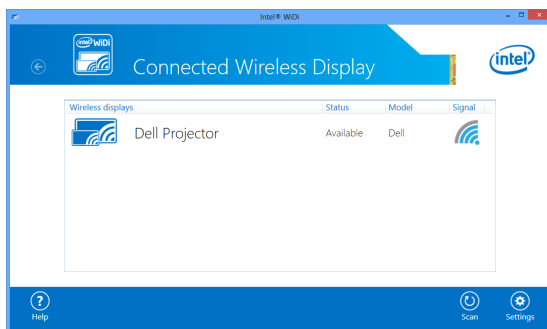 Intel® WiDi
intel WiDi
Connected Wireless Display
intel
Wireless displays Status Model Signal
Dell Projector Available Dell
Help Scan Settings